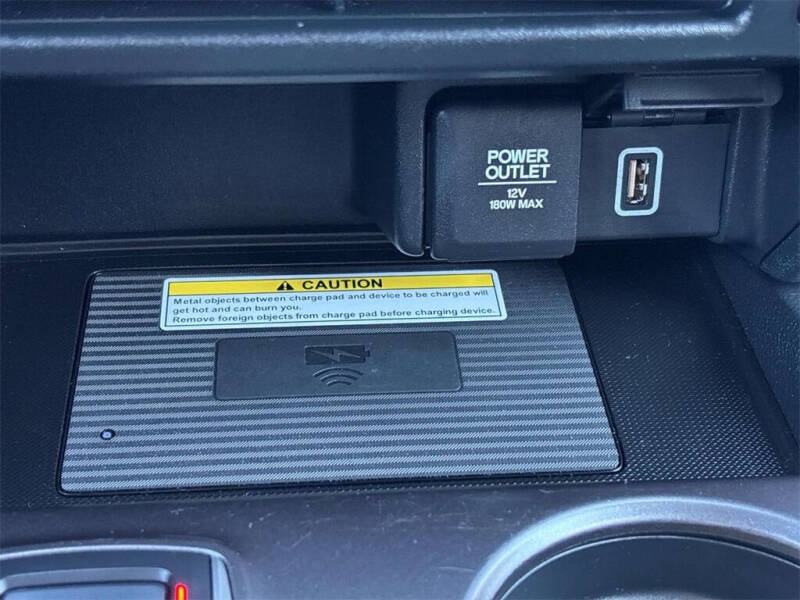 POWER
OUTLET
12V
180W MAX
CAUTION
Metal objects between charge pad and device to be charged will
get hot and can burn you.
Remove foreign objects from charge pad before charging device.